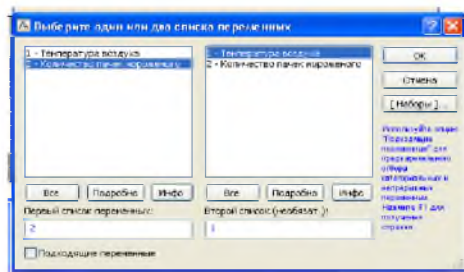 Выберите один или два списка переменных
1 - Температура воздуха
2 - Количество пачек мороженого
1 - Температура воздуха
2 - Количество пачек мороженого
ОК
Отмена
[Наборы]...
Используйте опцию
"Подходящие
переменные" для
предварительного
отбора
категориальных и
непрерывных
переменных.
Нажмите F1 для
получения
справки.
Все
Подробно
Инфо
Все
Подробно
Инфо
Первый список переменных:
Второй список (необязат.):
2
1
Подходящие переменные